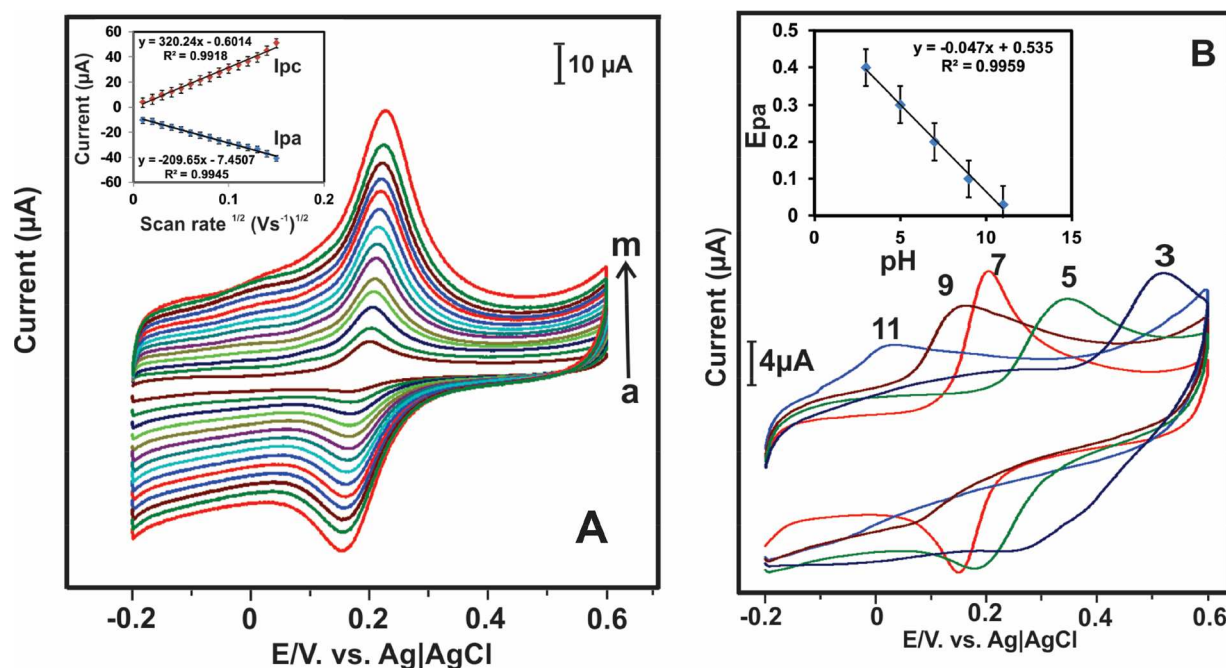 A
60
40
20
0
-20
-40
-60
Current (µA)
y = 320.24x - 0.6014
R² = 0.9918
Ipc
Ipa
y = -209.65x - 7.4507
R² = 0.9945
0 0.1 0.2
Scan rate 1/2 (Vs-1)1/2
10 µA
m
a
Current (µA)
-0.2 0 0.2 0.4 0.6
E/V. vs. Ag|AgCl
B
0.5
0.4
0.3
0.2
0.1
0
Epa
y = -0.047x + 0.535
R² = 0.9959
0 5 10 15
pH
11 9 7 5 3
4µA
Current (µA)
-0.2 0 0.2 0.4 0.6
E/V. vs. Ag|AgCl